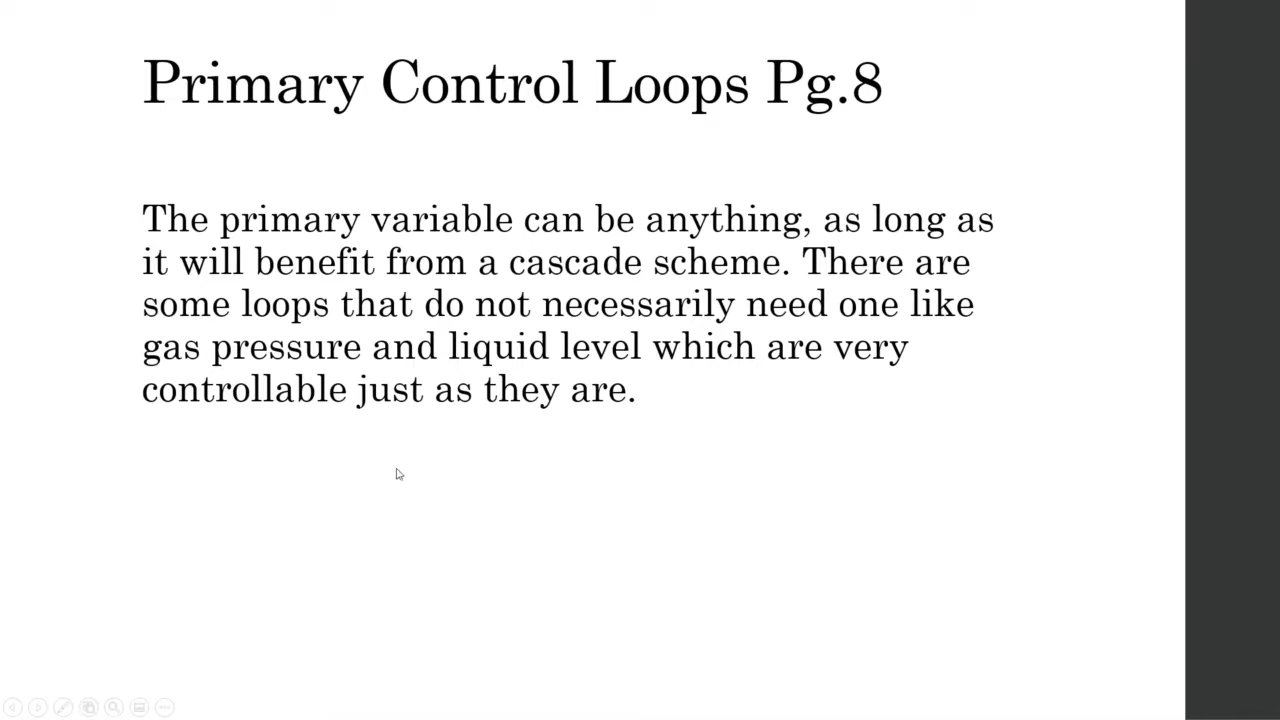 Primary Control Loops Pg.8
The primary variable can be anything, as long as
it will benefit from a cascade scheme. There are
some loops that do not necessarily need one like
gas pressure and liquid level which are very
controllable just as they are.